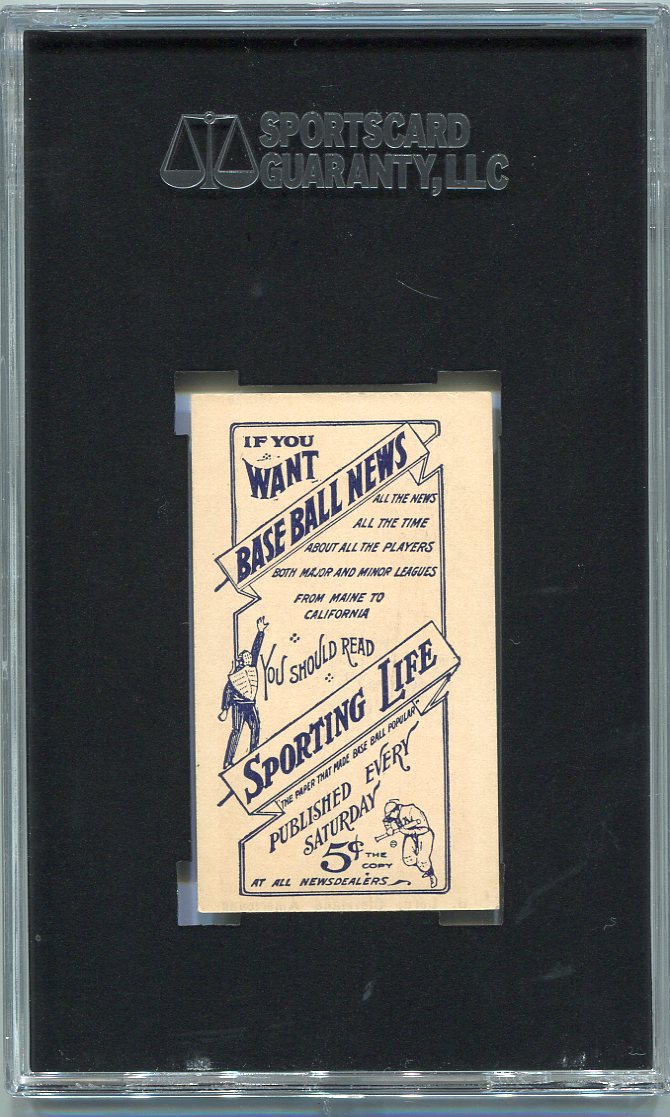 SPORTSCARD
GUARANTY, LLC
IF YOU
WANT
BASE BALL NEWS
ALL THE NEWS
ALL THE TIME
ABOUT ALL THE PLAYERS
BOTH MAJOR AND MINOR LEAGUES
FROM MAINE TO
CALIFORNIA
YOU SHOULD READ
SPORTING LIFE
"THE PAPER THAT MADE BASE BALL POPULAR"
PUBLISHED EVERY
SATURDAY
5¢ THE
COPY
AT ALL NEWSDEALERS